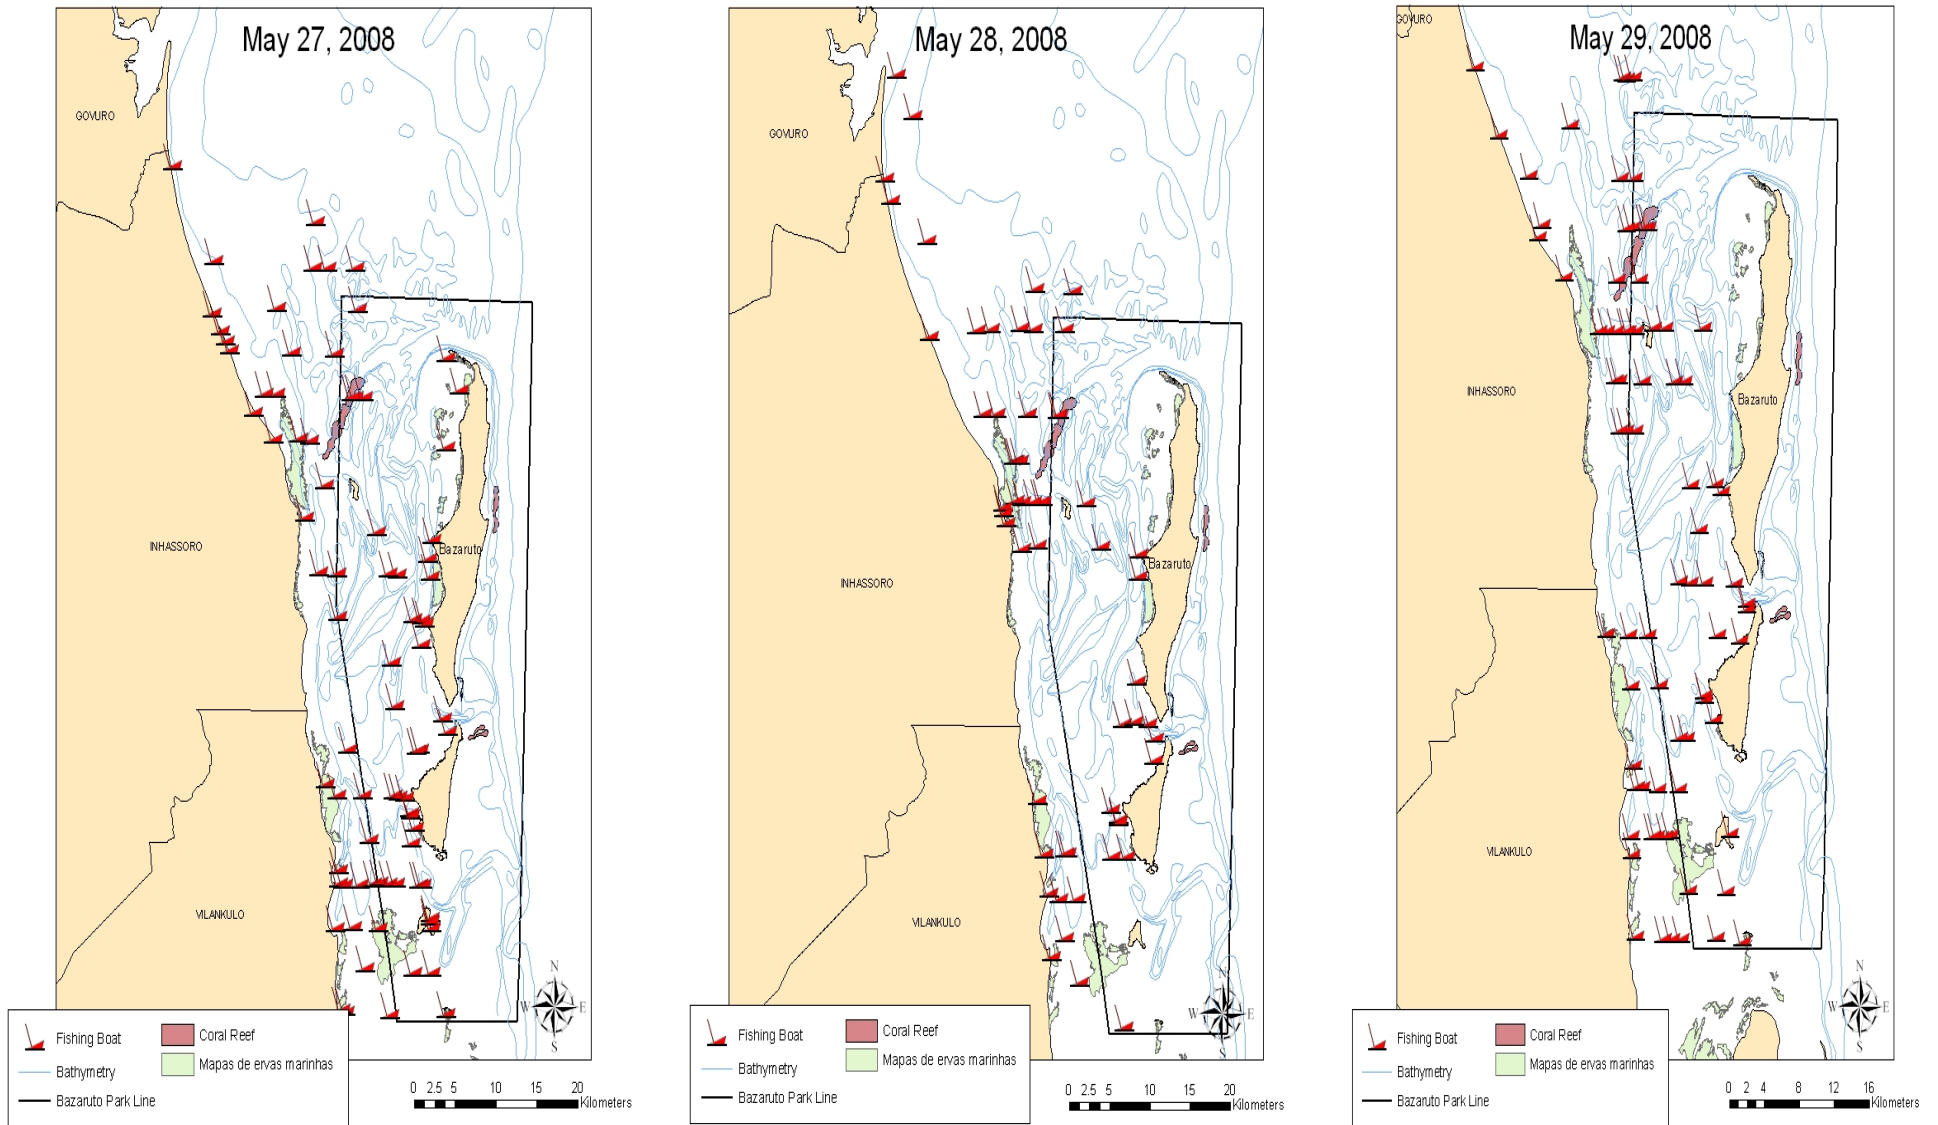 May 27, 2008
GOVURO
INHASSORO
Bazaruto
VILANKULO
N
W E
S
Fishing Boat
Coral Reef
Bathymetry
Mapas de ervas marinhas
Bazaruto Park Line
0 2.5 5 10 15 20
Kilometers
May 28, 2008
GOVURO
INHASSORO
Bazaruto
VILANKULO
N
W E
S
Fishing Boat
Coral Reef
Bathymetry
Mapas de ervas marinhas
Bazaruto Park Line
0 2.5 5 10 15 20
Kilometers
GOVURO
May 29, 2008
INHASSORO
Bazaruto
VILANKULO
N
W E
S
Fishing Boat
Coral Reef
Bathymetry
Mapas de ervas marinhas
Bazaruto Park Line
0 2 4 8 12 16
Kilometers